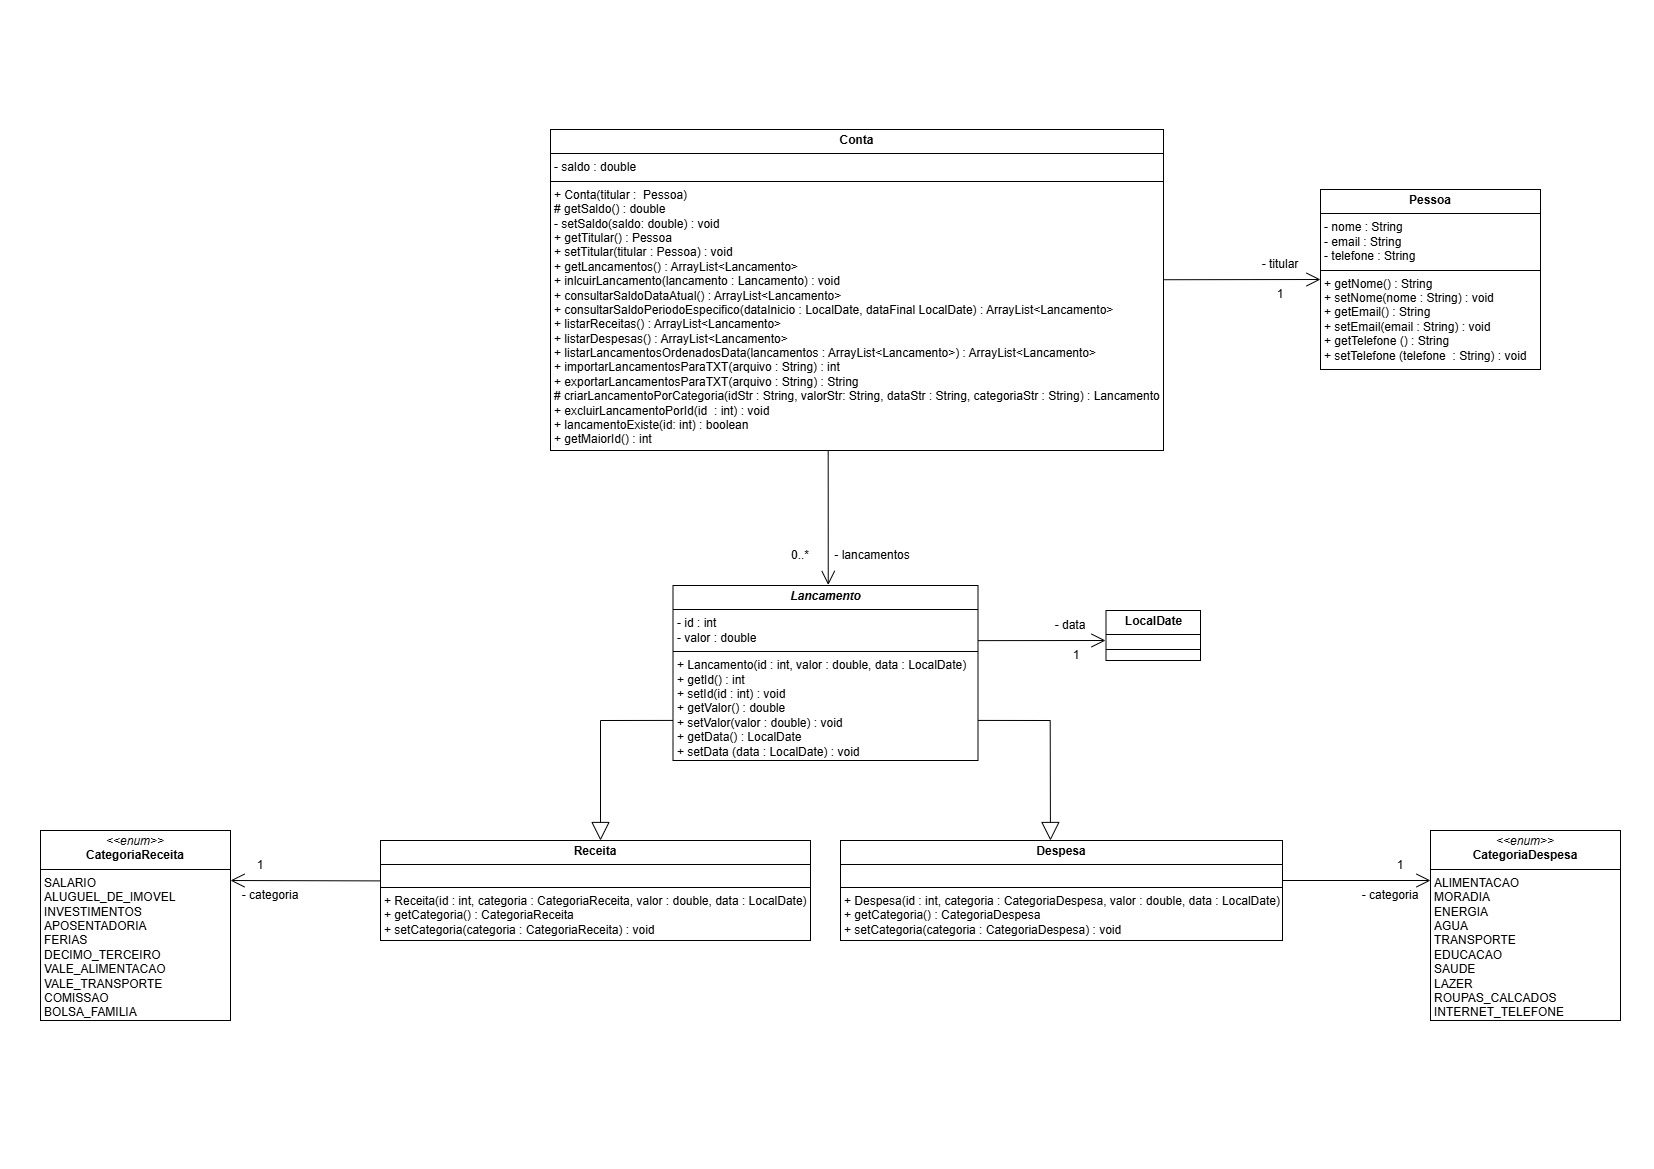 Conta
- saldo : double
+ Conta(titular :  Pessoa)
# getSaldo() : double
- setSaldo(saldo: double) : void
+ getTitular() : Pessoa
+ setTitular(titular : Pessoa) : void
+ getLancamentos() : ArrayList<Lancamento>
+ inlcuirLancamento(lancamento : Lancamento) : void
+ consultarSaldoDataAtual() : ArrayList<Lancamento>
+ consultarSaldoPeriodoEspecifico(dataInicio : LocalDate, dataFinal LocalDate) : ArrayList<Lancamento>
+ listarReceitas() : ArrayList<Lancamento>
+ listarDespesas() : ArrayList<Lancamento>
+ listarLancamentosOrdenadosData(lancamentos : ArrayList<Lancamento>) : ArrayList<Lancamento>
+ importarLancamentosParaTXT(arquivo : String) : int
+ exportarLancamentosParaTXT(arquivo : String) : String
# criarLancamentoPorCategoria(idStr : String, valorStr: String, dataStr : String, categoriaStr : String) : Lancamento
+ excluirLancamentoPorId(id  : int) : void
+ lancamentoExiste(id: int) : boolean
+ getMaiorId() : int
- titular
1
Pessoa
- nome : String
- email : String
- telefone : String
+ getNome() : String
+ setNome(nome : String) : void
+ getEmail() : String
+ setEmail(email : String) : void
+ getTelefone () : String
+ setTelefone (telefone  : String) : void
0..*
- lancamentos
Lancamento
- id : int
- valor : double
+ Lancamento(id : int, valor : double, data : LocalDate)
+ getId() : int
+ setId(id : int) : void
+ getValor() : double
+ setValor(valor : double) : void
+ getData() : LocalDate
+ setData (data : LocalDate) : void
- data
1
LocalDate
<<enum>>
CategoriaReceita
SALARIO
ALUGUEL_DE_IMOVEL
INVESTIMENTOS
APOSENTADORIA
FERIAS
DECIMO_TERCEIRO
VALE_ALIMENTACAO
VALE_TRANSPORTE
COMISSAO
BOLSA_FAMILIA
1
- categoria
Receita
+ Receita(id : int, categoria : CategoriaReceita, valor : double, data : LocalDate)
+ getCategoria() : CategoriaReceita
+ setCategoria(categoria : CategoriaReceita) : void
Despesa
+ Despesa(id : int, categoria : CategoriaDespesa, valor : double, data : LocalDate)
+ getCategoria() : CategoriaDespesa
+ setCategoria(categoria : CategoriaDespesa) : void
1
- categoria
<<enum>>
CategoriaDespesa
ALIMENTACAO
MORADIA
ENERGIA
AGUA
TRANSPORTE
EDUCACAO
SAUDE
LAZER
ROUPAS_CALCADOS
INTERNET_TELEFONE